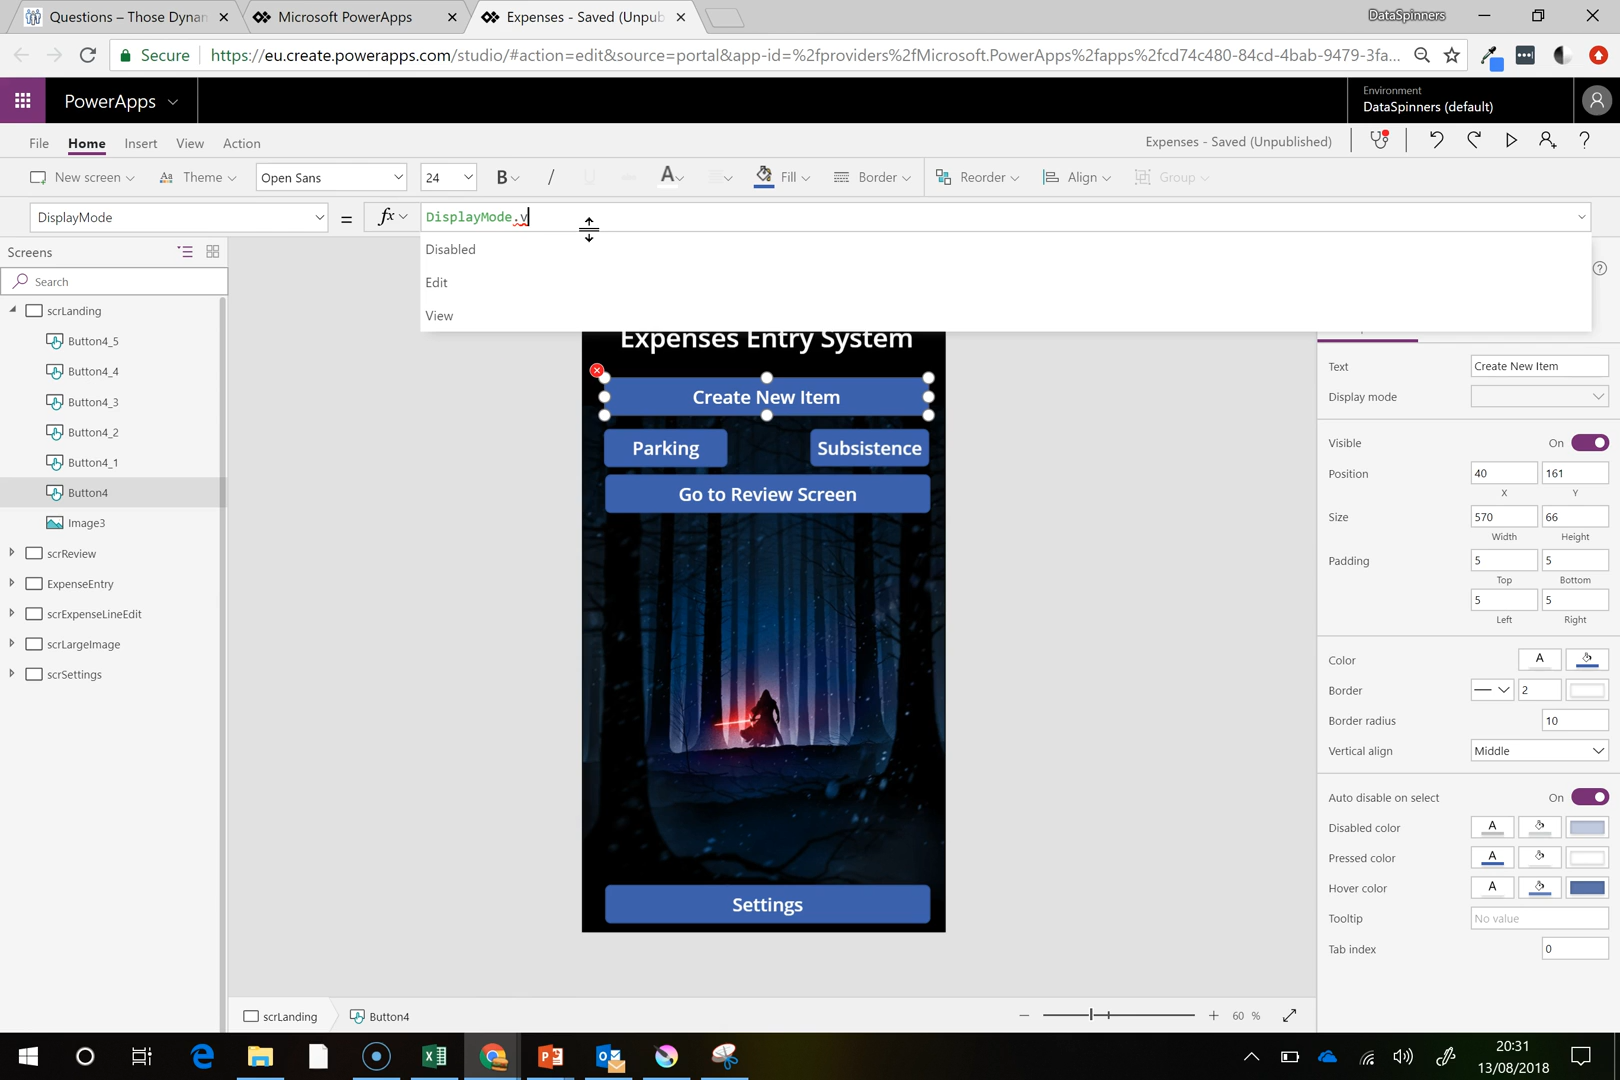 Questions – Those Dynan
Microsoft PowerApps
Expenses - Saved (Unpub
DataSpinners
Secure
https://eu.create.powerapps.com/studio/#action=edit&source=portal&app-id=%2fproviders%2fMicrosoft.PowerApps%2fapps%2fcd74c480-84cd-4bab-9479-3fa...
PowerApps
Environment
DataSpinners (default)
File
Home
Insert
View
Action
Expenses - Saved (Unpublished)
New screen
Theme
Open Sans
24
B
/
A
Fill
Border
Reorder
Align
Group
DisplayMode
=
fx
DisplayMode.v
Disabled
Edit
View
Screens
Search
scrLanding
Button4_5
Button4_4
Button4_3
Button4_2
Button4_1
Button4
Image3
scrReview
ExpenseEntry
scrExpenseLineEdit
scrLargeImage
scrSettings
Expenses Entry System
Create New Item
Parking
Subsistence
Go to Review Screen
Settings
Text
Create New Item
Display mode
Visible
On
Position
40
161
X
Y
Size
570
66
Width
Height
Padding
5
5
Top
Bottom
5
5
Left
Right
Color
A
Border
2
Border radius
10
Vertical align
Middle
Auto disable on select
On
Disabled color
A
Pressed color
A
Hover color
A
Tooltip
No value
Tab index
0
scrLanding
Button4
60 %
20:31
13/08/2018